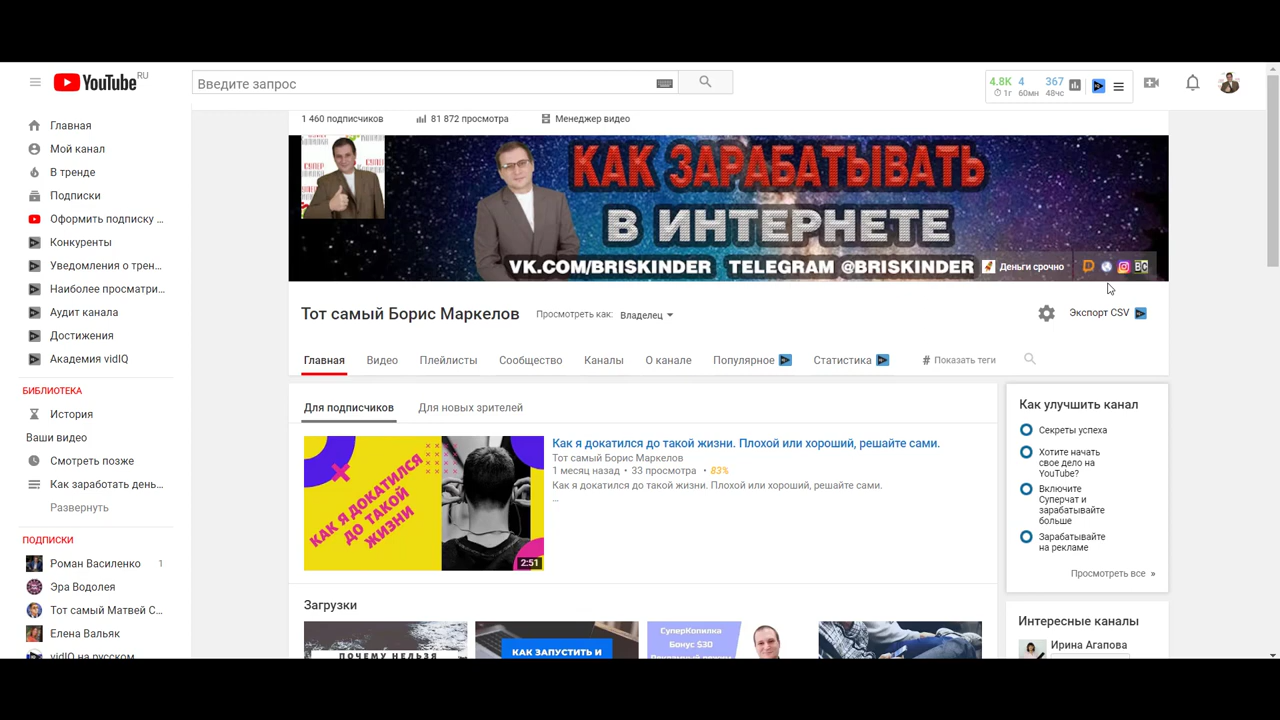 YouTube RU
Введите запрос
4.8K 4 367
1г 60мн 48ч
Главная
Мой канал
В тренде
Подписки
Оформить подписку ...
Конкуренты
Уведомления о трен...
Наиболее просматри...
Аудит канала
Достижения
Академия vidIQ
БИБЛИОТЕКА
История
Ваши видео
Смотреть позже
Как заработать день...
Развернуть
ПОДПИСКИ
Роман Василенко 1
Эра Водолея
Тот самый Матвей С...
Елена Вальяк
vidIQ на русском
1 460 подписчиков 81 872 просмотра Менеджер видео
КАК ЗАРАБАТЫВАТЬ
В ИНТЕРНЕТЕ
VK.COM/BRISKINDER TELEGRAM @BRISKINDER
Деньги срочно
Тот самый Борис Маркелов Просмотреть как: Владелец
Экспорт CSV
Главная Видео Плейлисты Сообщество Каналы О канале Популярное Статистика # Показать теги
Для подписчиков Для новых зрителей
КАК Я ДОКАТИЛСЯ
ДО ТАКОЙ
ЖИЗНИ
2:51
Как я докатился до такой жизни. Плохой или хороший, решайте сами.
Тот самый Борис Маркелов
1 месяц назад • 33 просмотра • 83%
Как я докатился до такой жизни. Плохой или хороший, решайте сами.
...
Загрузки
ПОЧЕМУ НЕЛЬЗЯ
КАК ЗАПУСТИТЬ И
СуперКопилка
Бонус $30
Как улучшить канал
Секреты успеха
Хотите начать
свое дело на
YouTube?
Включите
Суперчат и
зарабатывайте
больше
Зарабатывайте
на рекламе
Просмотреть все »
Интересные каналы
Ирина Агапова